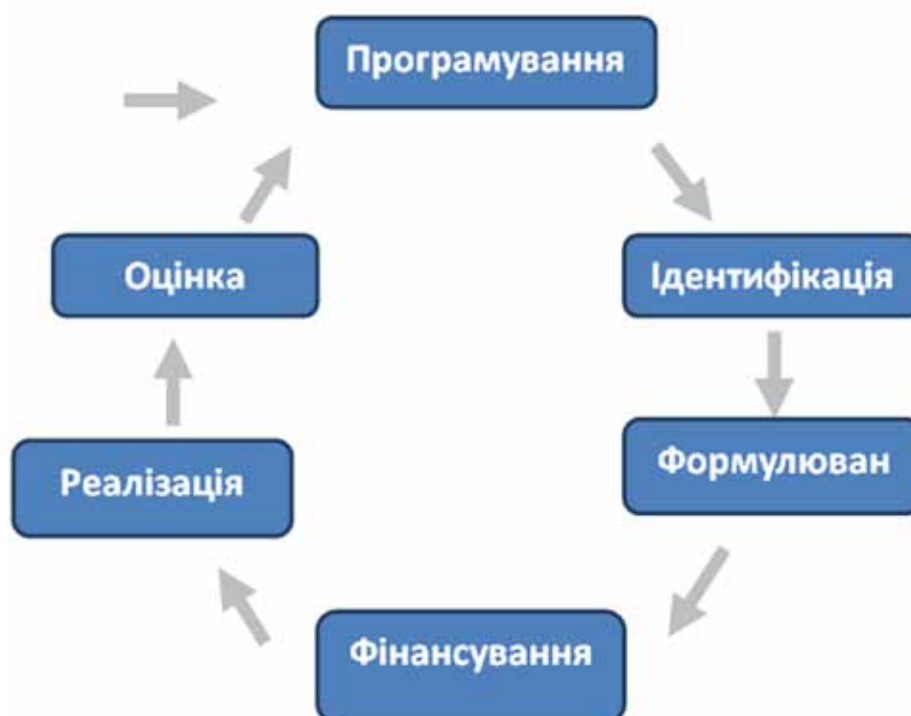 Програмування
Ідентифікація
Формулюван
Фінансування
Реалізація
Оцінка